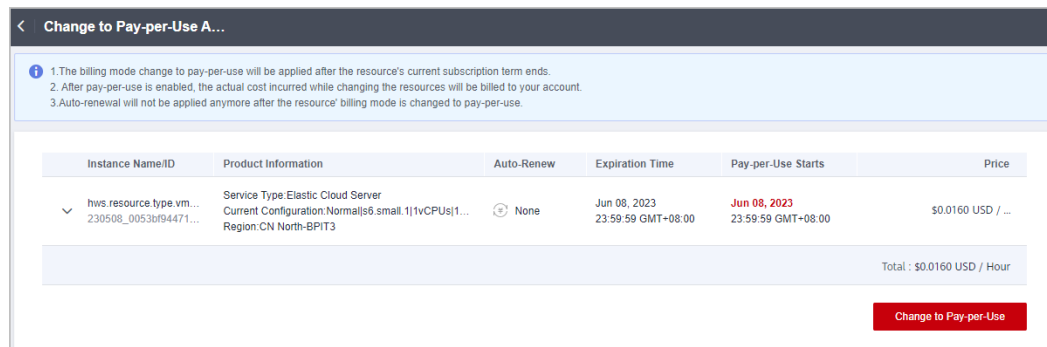 Change to Pay-per-Use A...
1.The billing mode change to pay-per-use will be applied after the resource's current subscription term ends.
2. After pay-per-use is enabled, the actual cost incurred while changing the resources will be billed to your account.
3.Auto-renewal will not be applied anymore after the resource' billing mode is changed to pay-per-use.
Instance Name/ID Product Information Auto-Renew Expiration Time Pay-per-Use Starts Price
hws.resource.type.vm...
230508_0053bf94471...
Service Type:Elastic Cloud Server
Current Configuration:Normal|s6.small.1|1vCPUs|1...
Region:CN North-BPIT3
None
Jun 08, 2023
23:59:59 GMT+08:00
Jun 08, 2023
23:59:59 GMT+08:00
$0.0160 USD / ...
Total : $0.0160 USD / Hour
Change to Pay-per-Use